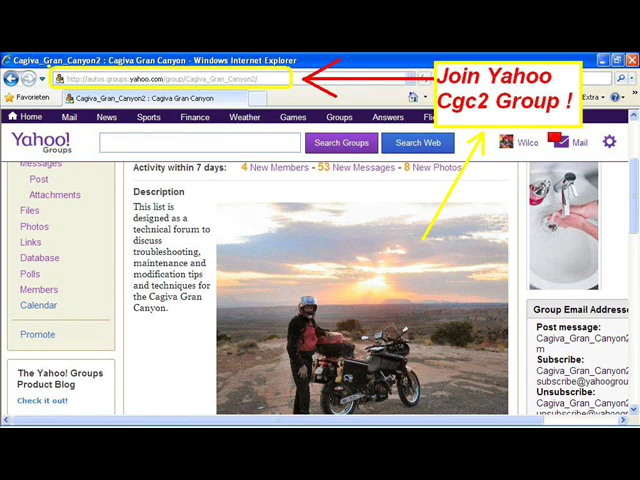 Cagiva_Gran_Canyon2 : Cagiva Gran Canyon - Windows Internet Explorer
http://autos.groups.yahoo.com/group/Cagiva_Gran_Canyon2/
Join Yahoo
Cgc2 Group !
Favorieten
Cagiva_Gran_Canyon2 : Cagiva Gran Canyon
Extra
Home Mail News Sports Finance Weather Games Groups Answers
Yahoo!
Groups
Search Groups
Search Web
Wilco
Mail
Messages
Post
Attachments
Files
Photos
Links
Database
Polls
Members
Calendar
Promote
The Yahoo! Groups
Product Blog
Check it out!
Activity within 7 days: 4 New Members - 53 New Messages - 8 New Photos
Description
This list is
designed as a
technical forum to
discuss
troubleshooting,
maintenance and
modification tips
and techniques for
the Cagiva Gran
Canyon.
Group Email Addresse
Post message:
Cagiva_Gran_Canyon2
m
Subscribe:
Cagiva_Gran_Canyon2
subscribe@yahoogrou
Unsubscribe:
Cagiva_Gran_Canyon2
unsubscribe@yahoogr